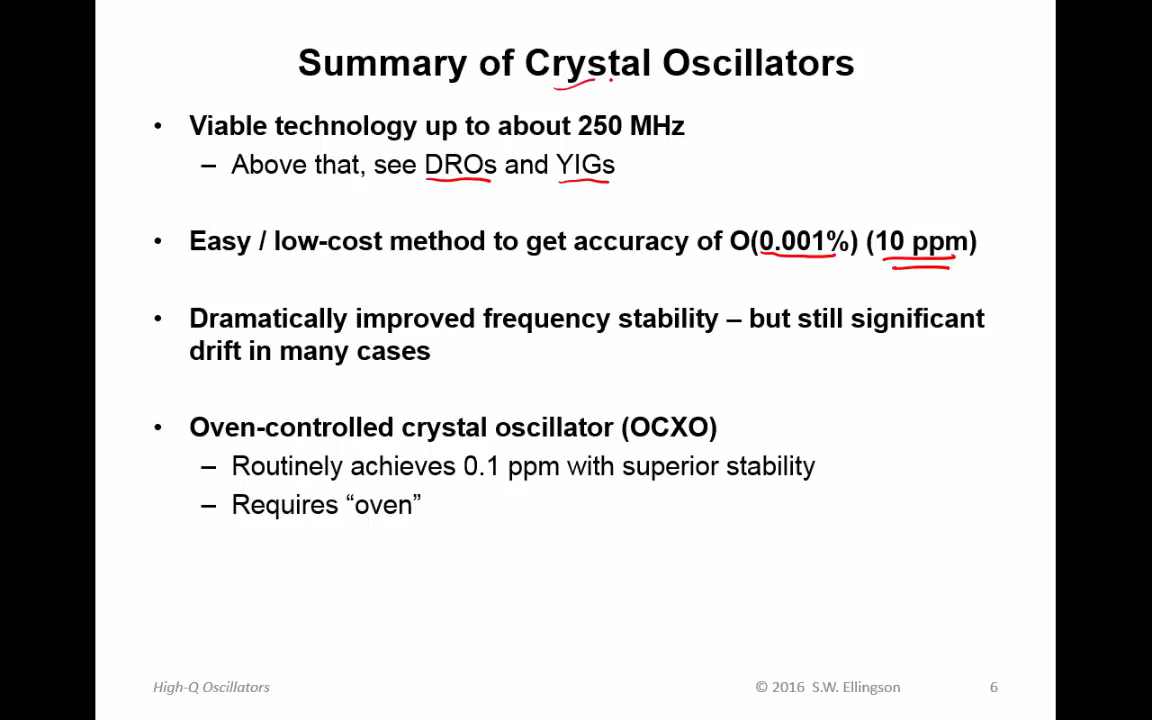 Summary of Crystal Oscillators
• Viable technology up to about 250 MHz
– Above that, see DROs and YIGs
• Easy / low-cost method to get accuracy of O(0.001%) (10 ppm)
• Dramatically improved frequency stability – but still significant
drift in many cases
• Oven-controlled crystal oscillator (OCXO)
– Routinely achieves 0.1 ppm with superior stability
– Requires “oven”
High-Q Oscillators
© 2016 S.W. Ellingson
6